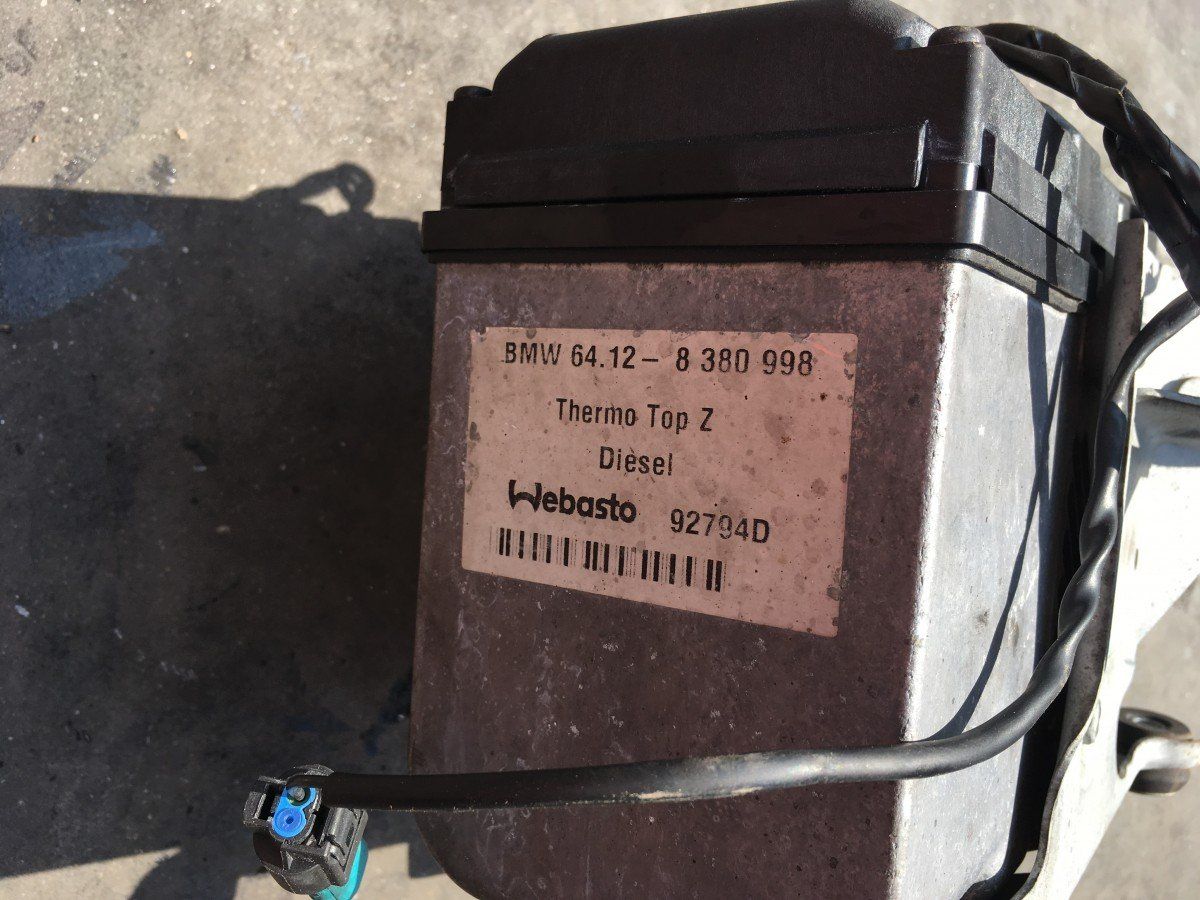 BMW 64.12 – 8 380 998
Thermo Top Z
Diesel
Webasto 92794D